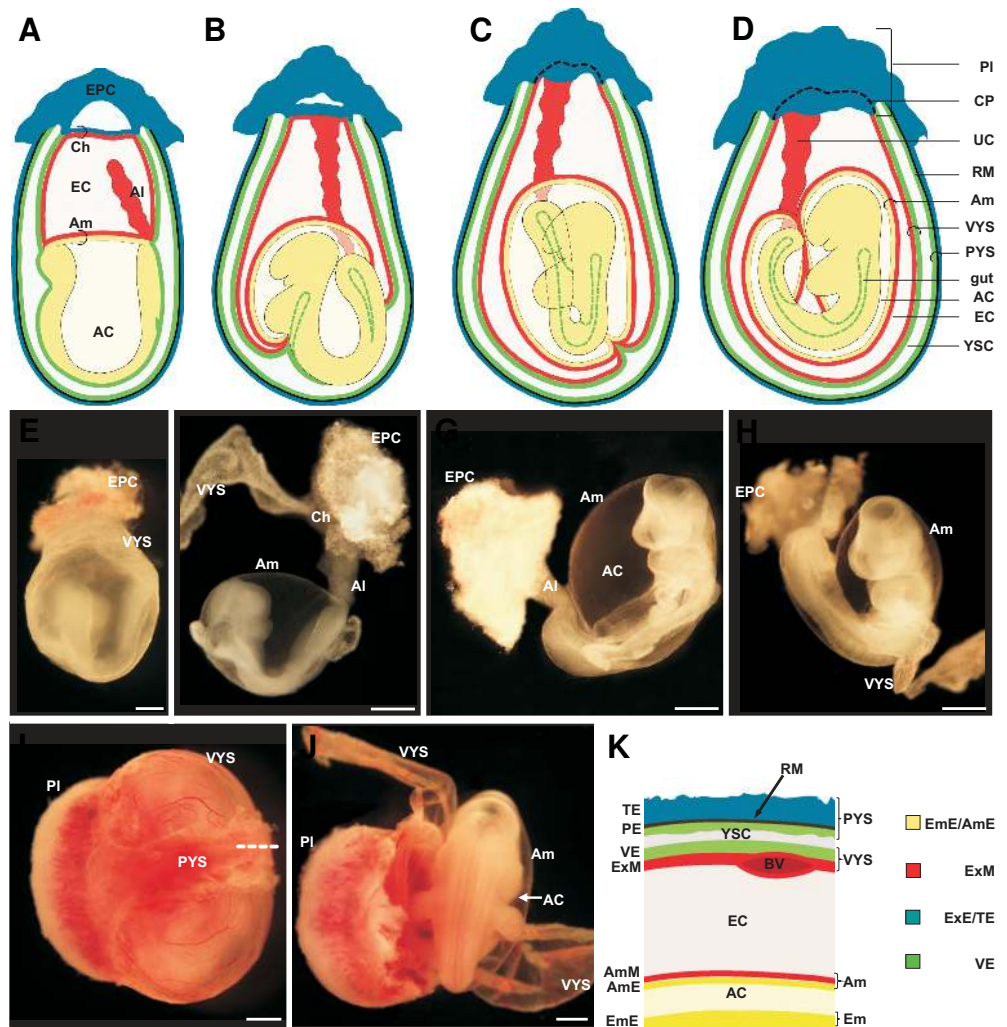 A
B
C
D
EPC
Ch
EC
Al
Am
AC
Pl
CP
UC
RM
Am
VYS
PYS
gut
AC
EC
YSC
E
EPC
VYS
EPC
VYS
Ch
Am
Al
G
EPC
Am
AC
Al
H
EPC
Am
VYS
VYS
Pl
PYS
J
VYS
Pl
Am
AC
VYS
K
RM
TE
PE
YSC
PYS
VE
ExM
BV
VYS
EC
AmM
AmE
Am
AC
EmE
Em
EmE/AmE
ExM
ExE/TE
VE